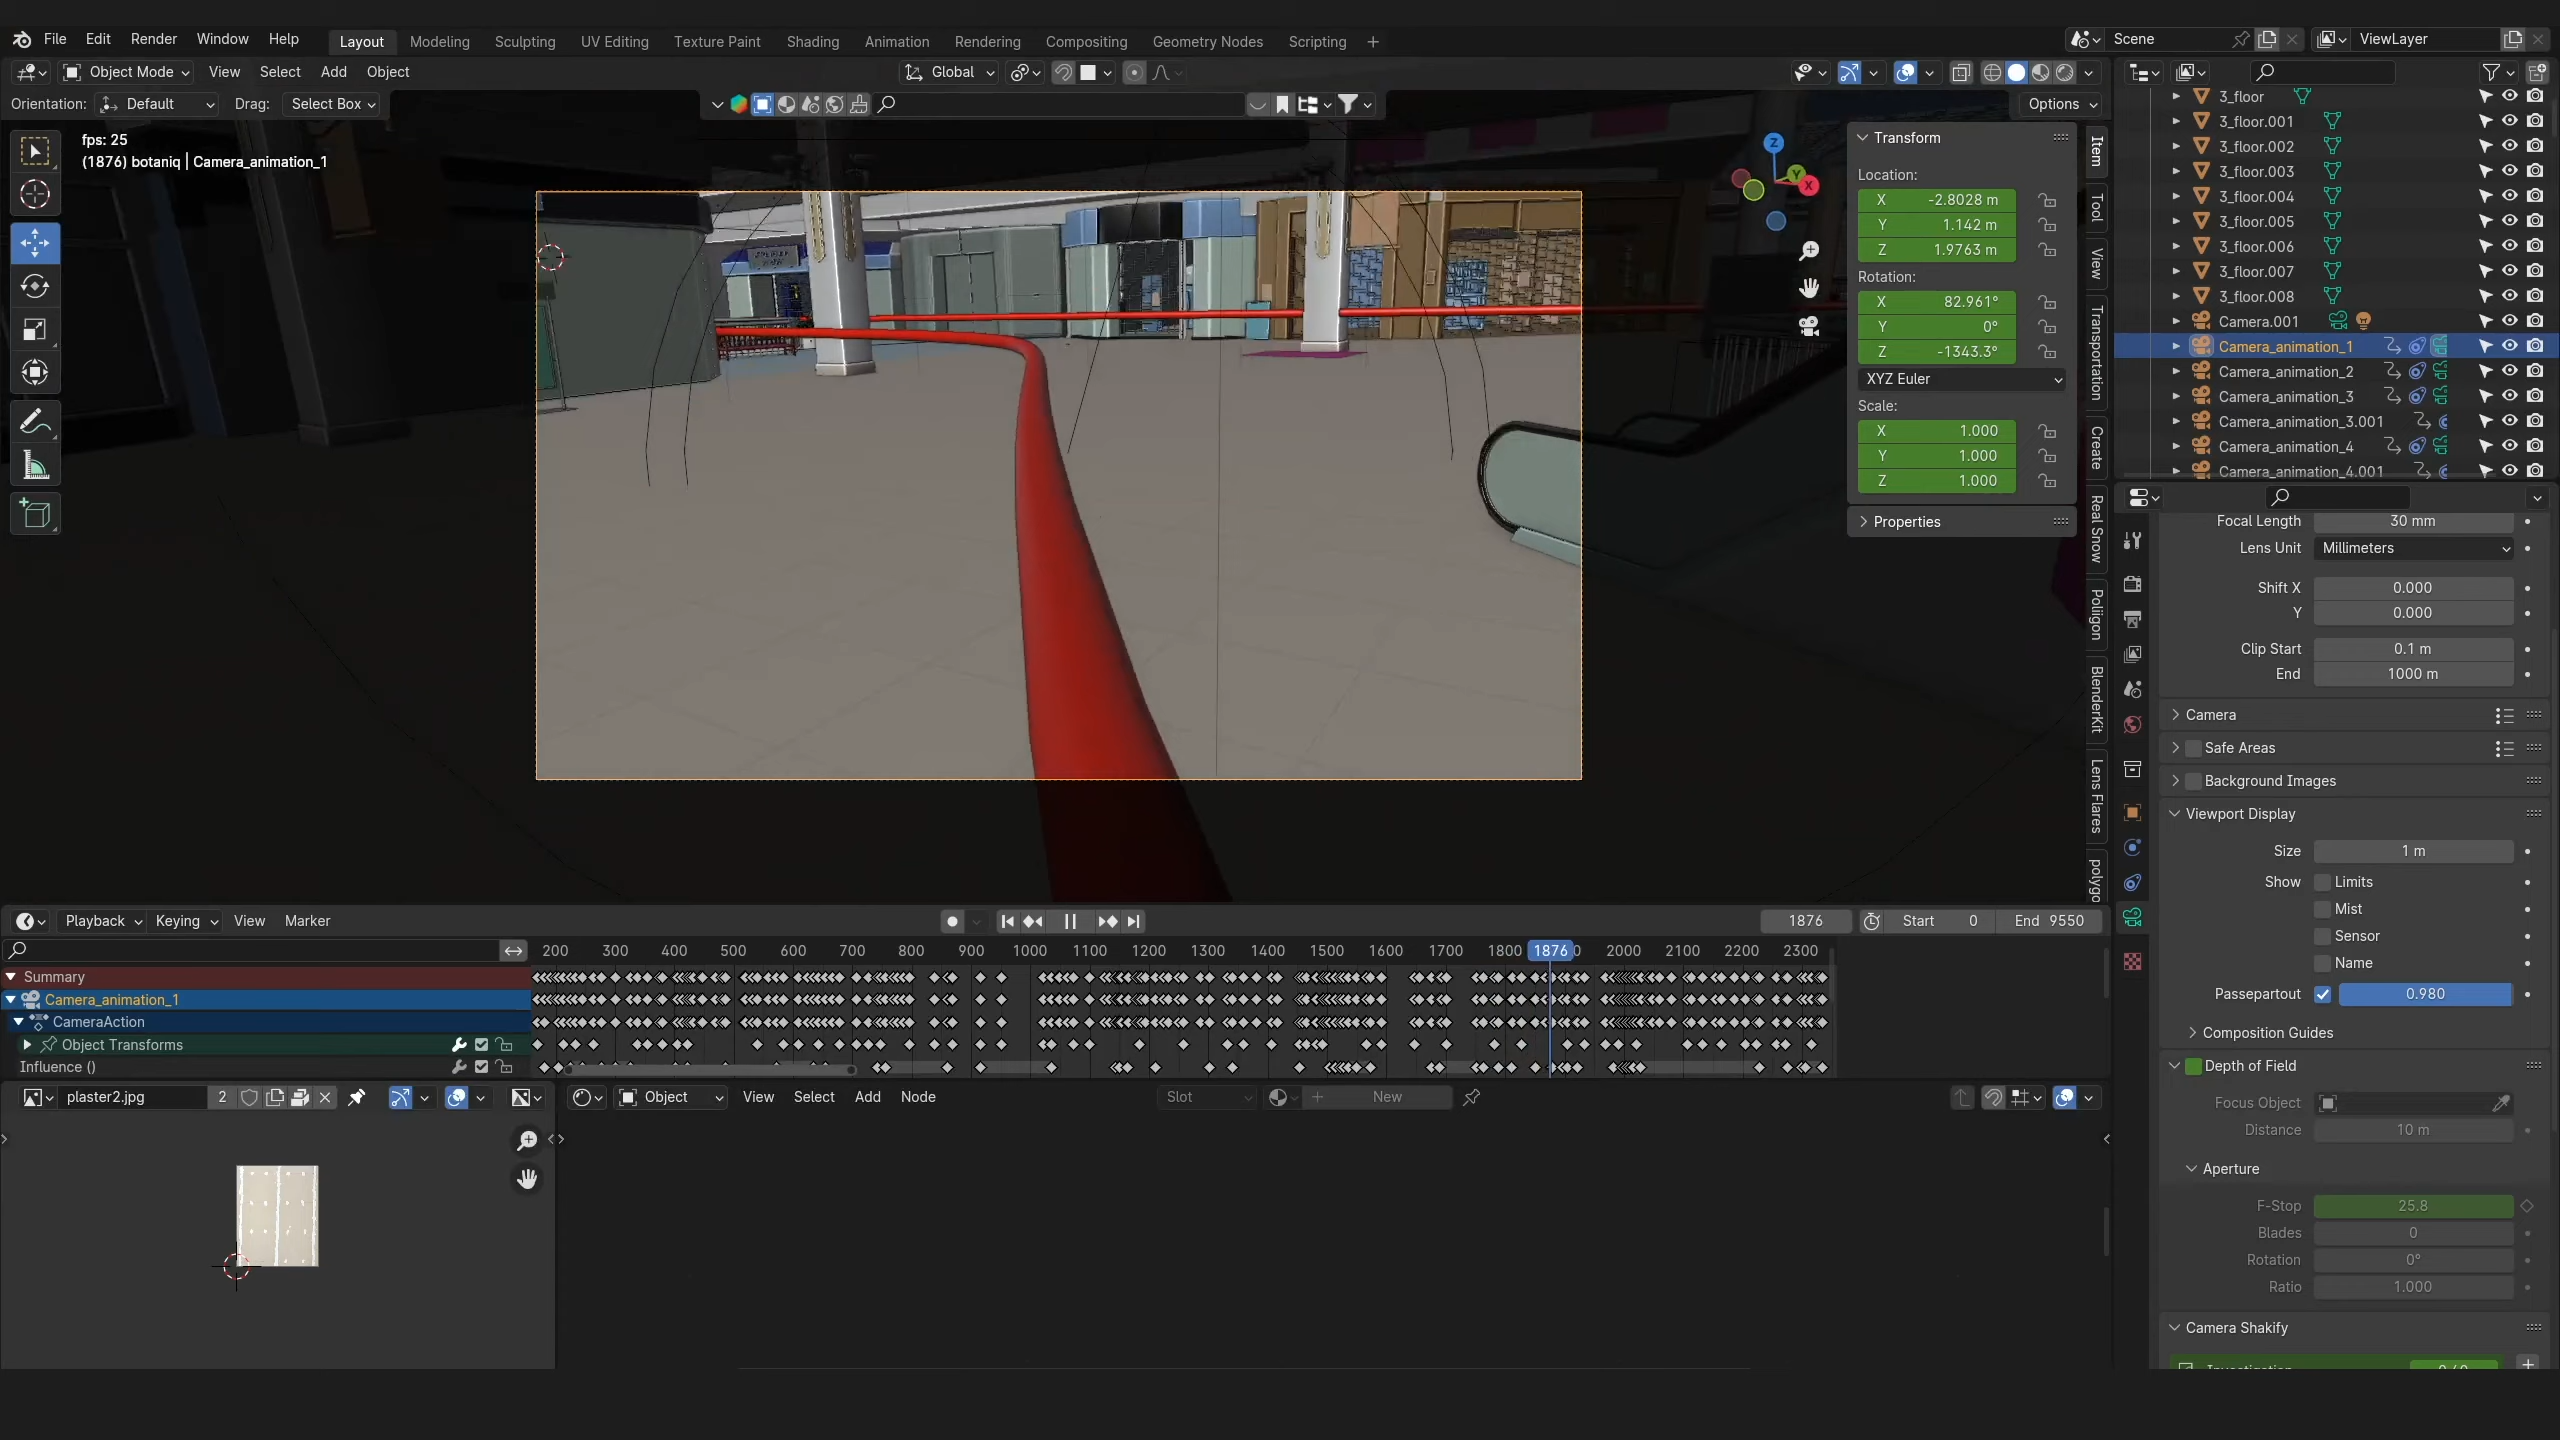 File Edit Render Window Help Layout Modeling Sculpting UV Editing Texture Paint Shading Animation Rendering Compositing Geometry Nodes Scripting + Scene ViewLayer
Object Mode View Select Add Object Global
Orientation: Default Drag: Select Box Options
fps: 25
(1876) botaniq | Camera_animation_1
Z
Y
X
Transform
Location:
X -2.8028 m
Y 1.142 m
Z 1.9763 m
Rotation:
X 82.961°
Y 0°
Z -1343.3°
XYZ Euler
Scale:
X 1.000
Y 1.000
Z 1.000
Properties
Item
Tool
View
Transportation
Create
Real Snow
Poliigon
BlenderKit
Lens Flares
polygo
3_floor
3_floor.001
3_floor.002
3_floor.003
3_floor.004
3_floor.005
3_floor.006
3_floor.007
3_floor.008
Camera.001
Camera_animation_1
Camera_animation_2
Camera_animation_3
Camera_animation_3.001
Camera_animation_4
Camera_animation_4.001
Focal Length 30 mm
Lens Unit Millimeters
Shift X 0.000
Y 0.000
Clip Start 0.1 m
End 1000 m
Camera
Safe Areas
Background Images
Viewport Display
Size 1 m
Show Limits
Mist
Sensor
Name
Passepartout 0.980
Composition Guides
Depth of Field
Focus Object
Distance 10 m
Aperture
F-Stop 25.8
Blades 0
Rotation 0°
Ratio 1.000
Camera Shakify
Playback Keying View Marker 1876 Start 0 End 9550
200 300 400 500 600 700 800 900 1000 1100 1200 1300 1400 1500 1600 1700 1800 1876 2000 2100 2200 2300
Summary
Camera_animation_1
CameraAction
Object Transforms
Influence ()
plaster2.jpg 2 Object View Select Add Node Slot New